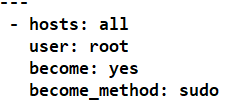 ---
- hosts: all
user: root
become: yes
become_method: sudo